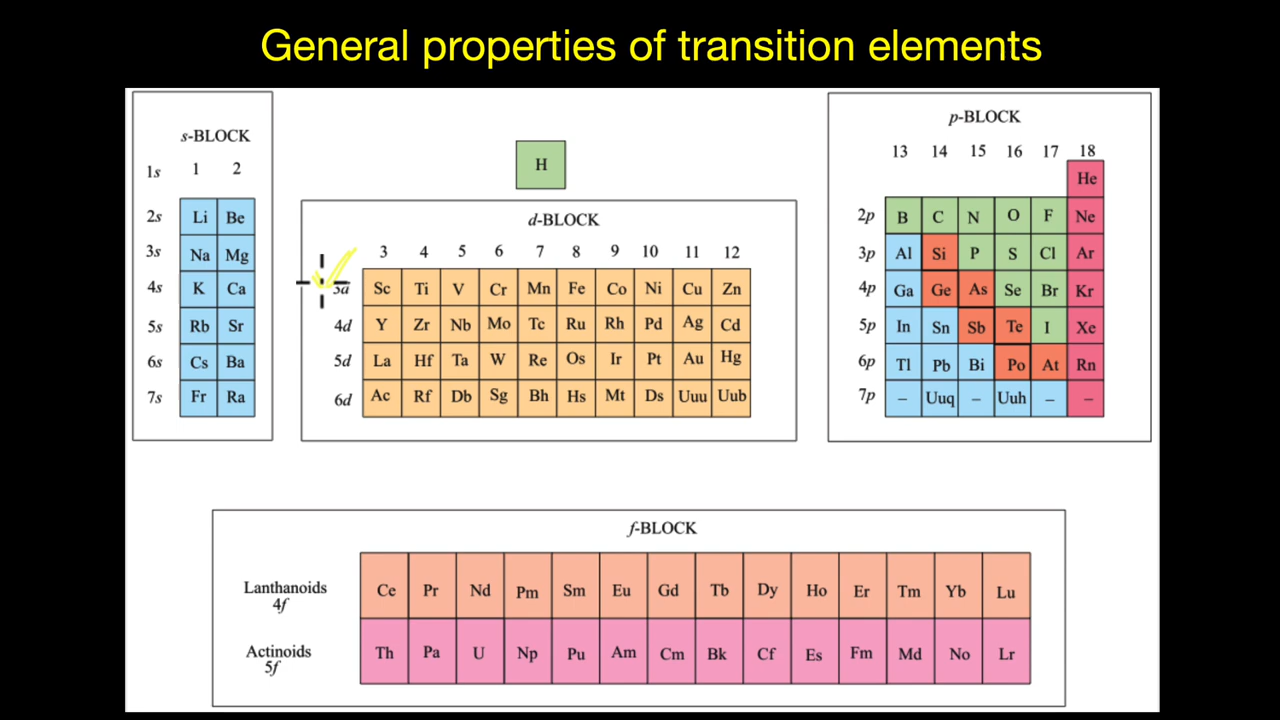 General properties of transition elements
s-BLOCK
1 2
1s
2s Li Be
3s Na Mg
4s K Ca
5s Rb Sr
6s Cs Ba
7s Fr Ra
H
d-BLOCK
3 4 5 6 7 8 9 10 11 12
3d Sc Ti V Cr Mn Fe Co Ni Cu Zn
4d Y Zr Nb Mo Tc Ru Rh Pd Ag Cd
5d La Hf Ta W Re Os Ir Pt Au Hg
6d Ac Rf Db Sg Bh Hs Mt Ds Uuu Uub
p-BLOCK
13 14 15 16 17 18
He
2p B C N O F Ne
3p Al Si P S Cl Ar
4p Ga Ge As Se Br Kr
5p In Sn Sb Te I Xe
6p Tl Pb Bi Po At Rn
7p – Uuq – Uuh – –
f-BLOCK
Lanthanoids
4f
Ce Pr Nd Pm Sm Eu Gd Tb Dy Ho Er Tm Yb Lu
Actinoids
5f
Th Pa U Np Pu Am Cm Bk Cf Es Fm Md No Lr